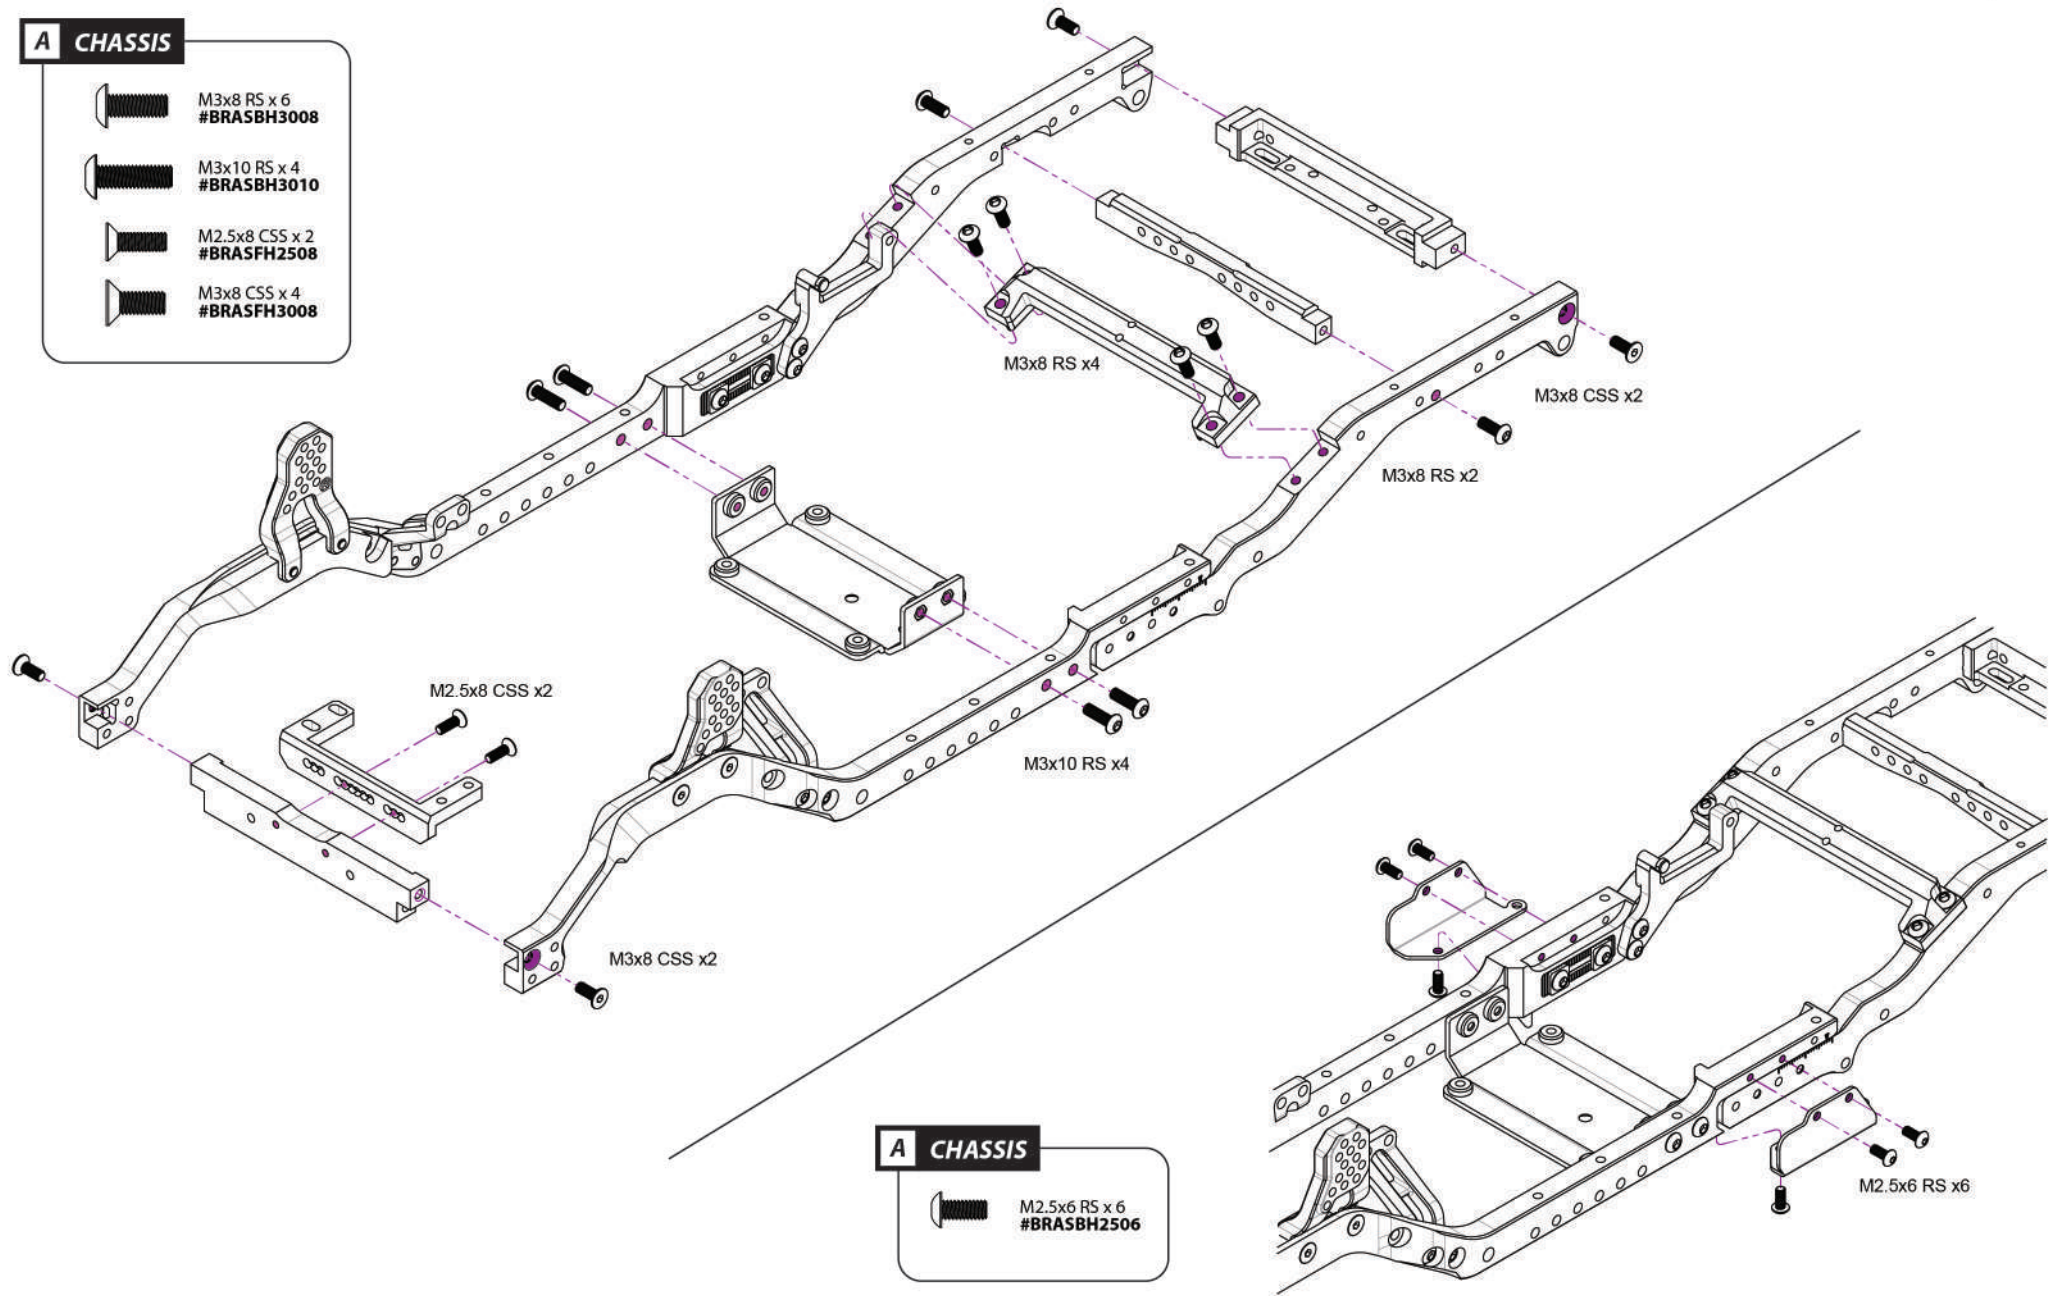 A CHASSIS
M3x8 RS x 6
#BRASBH3008
M3x10 RS x 4
#BRASBH3010
M2.5x8 CSS x 2
#BRASFH2508
M3x8 CSS x 4
#BRASFH3008
M3x8 RS x4
M3x8 CSS x2
M3x8 RS x2
M2.5x8 CSS x2
M3x10 RS x4
M3x8 CSS x2
A CHASSIS
M2.5x6 RS x 6
#BRASBH2506
M2.5x6 RS x6